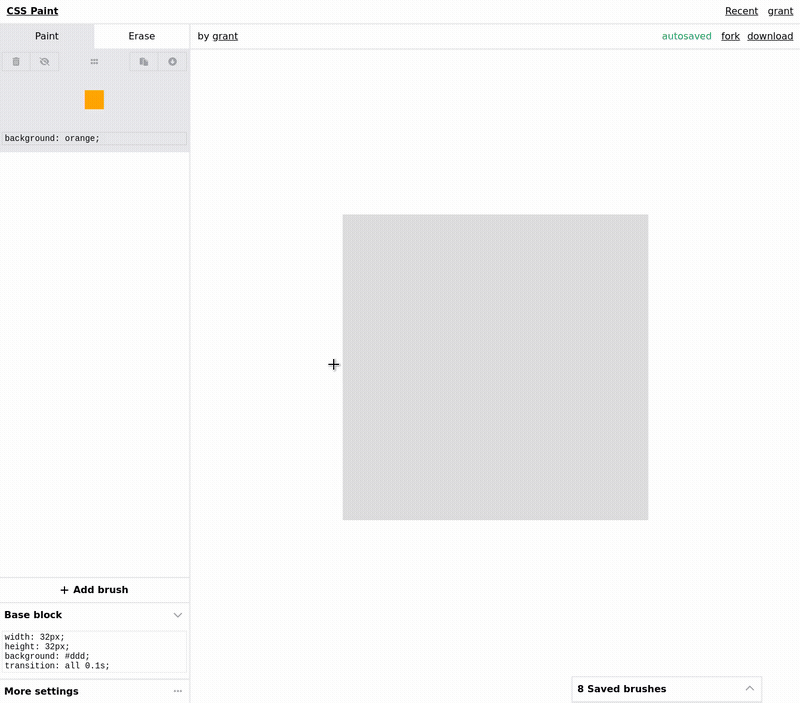 CSS Paint
Recent grant
Paint Erase
by grant
autosaved fork download
background: orange;
+ Add brush
Base block
width: 32px;
height: 32px;
background: #ddd;
transition: all 0.1s;
More settings
8 Saved brushes